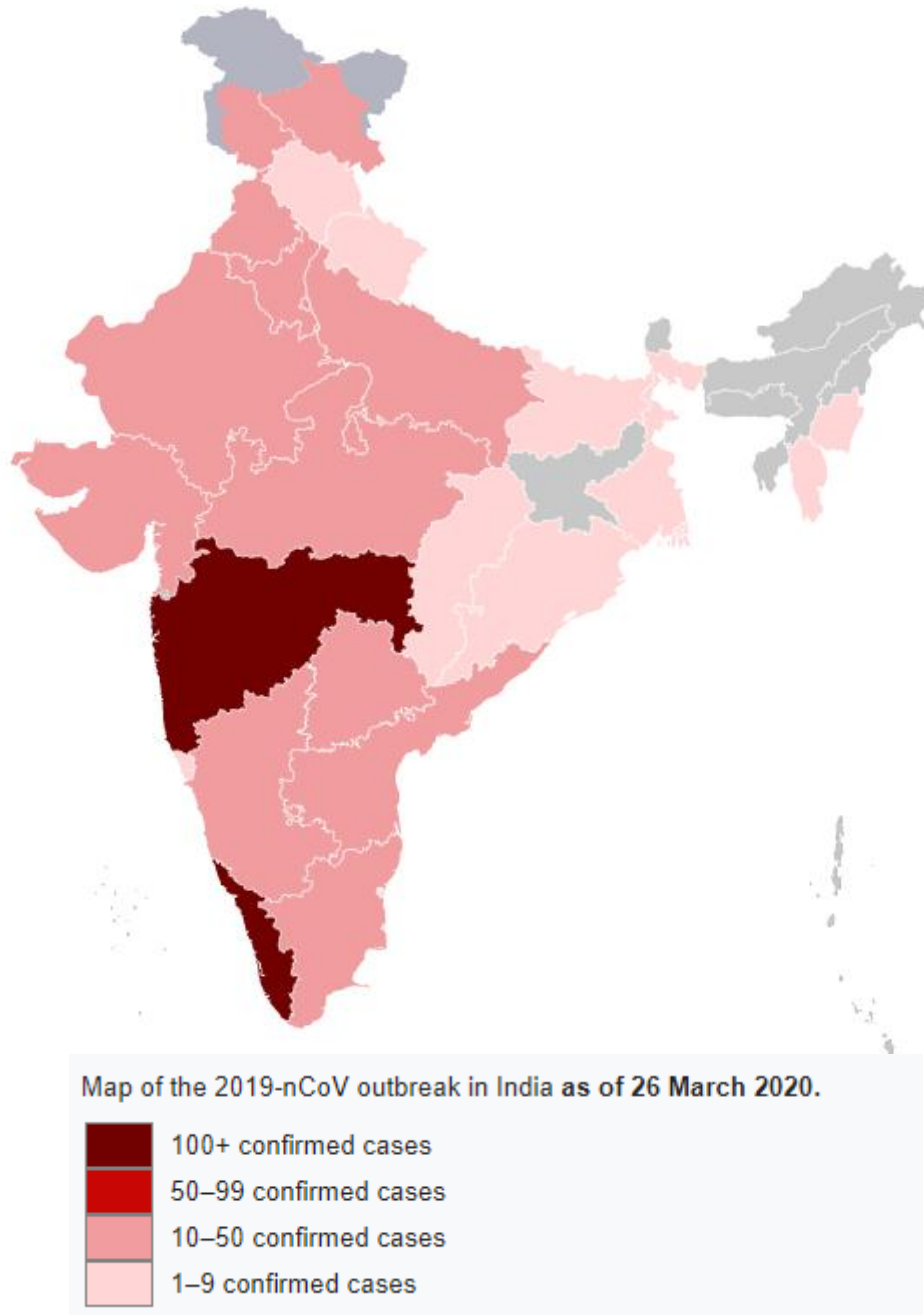 Map of the 2019-nCoV outbreak in India as of 26 March 2020.
100+ confirmed cases
50–99 confirmed cases
10–50 confirmed cases
1–9 confirmed cases